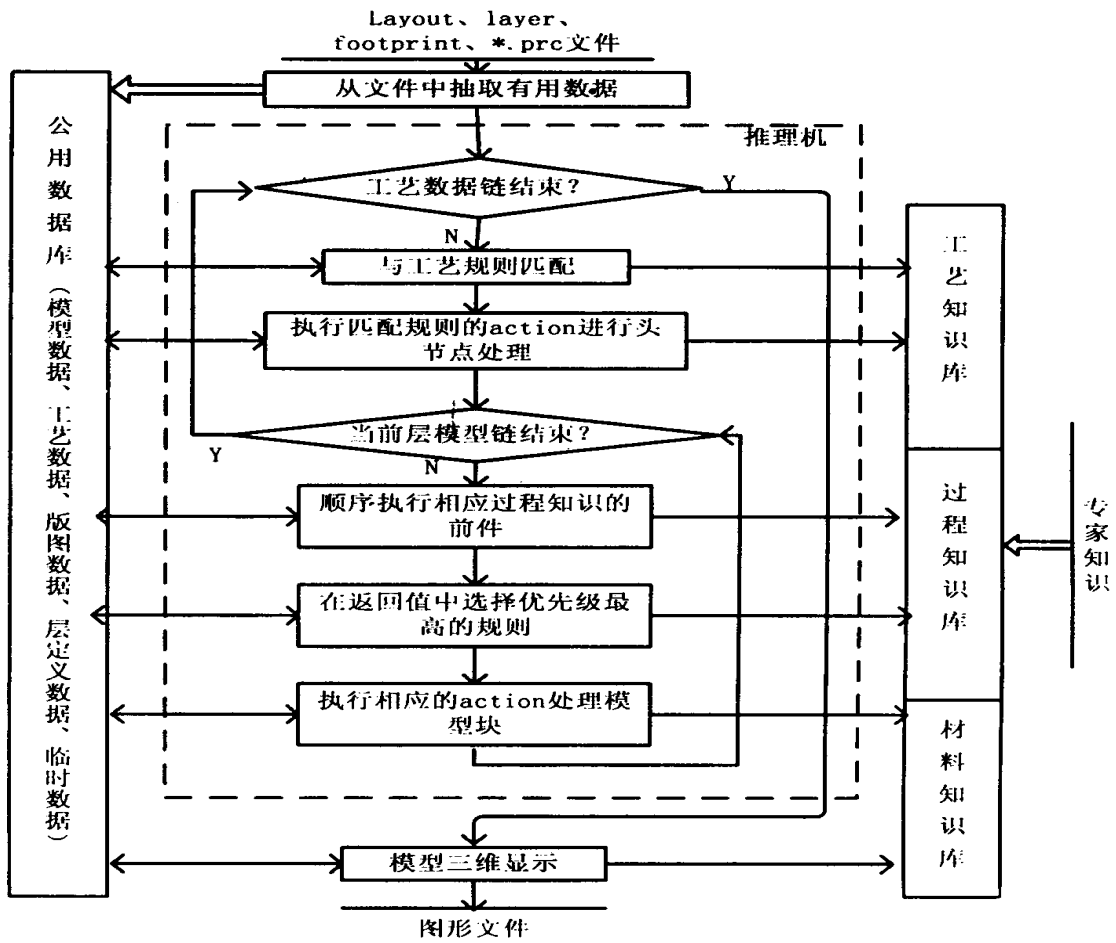 Layout、layer、
footprint、*.prc文件
从文件中抽取有用数据
推理机
工艺数据链结束？
Y
N
与工艺规则匹配
执行匹配规则的action进行头
节点处理
当前层模型链结束？
Y
N
顺序执行相应过程知识的
前件
在返回值中选择优先级最
高的规则
执行相应的action处理模
型块
模型三维显示
图形文件
公用数据库（模型数据、工艺数据、版图数据、层定义数据、临时数据）
工艺知识库
过程知识库
材料知识库
专家知识